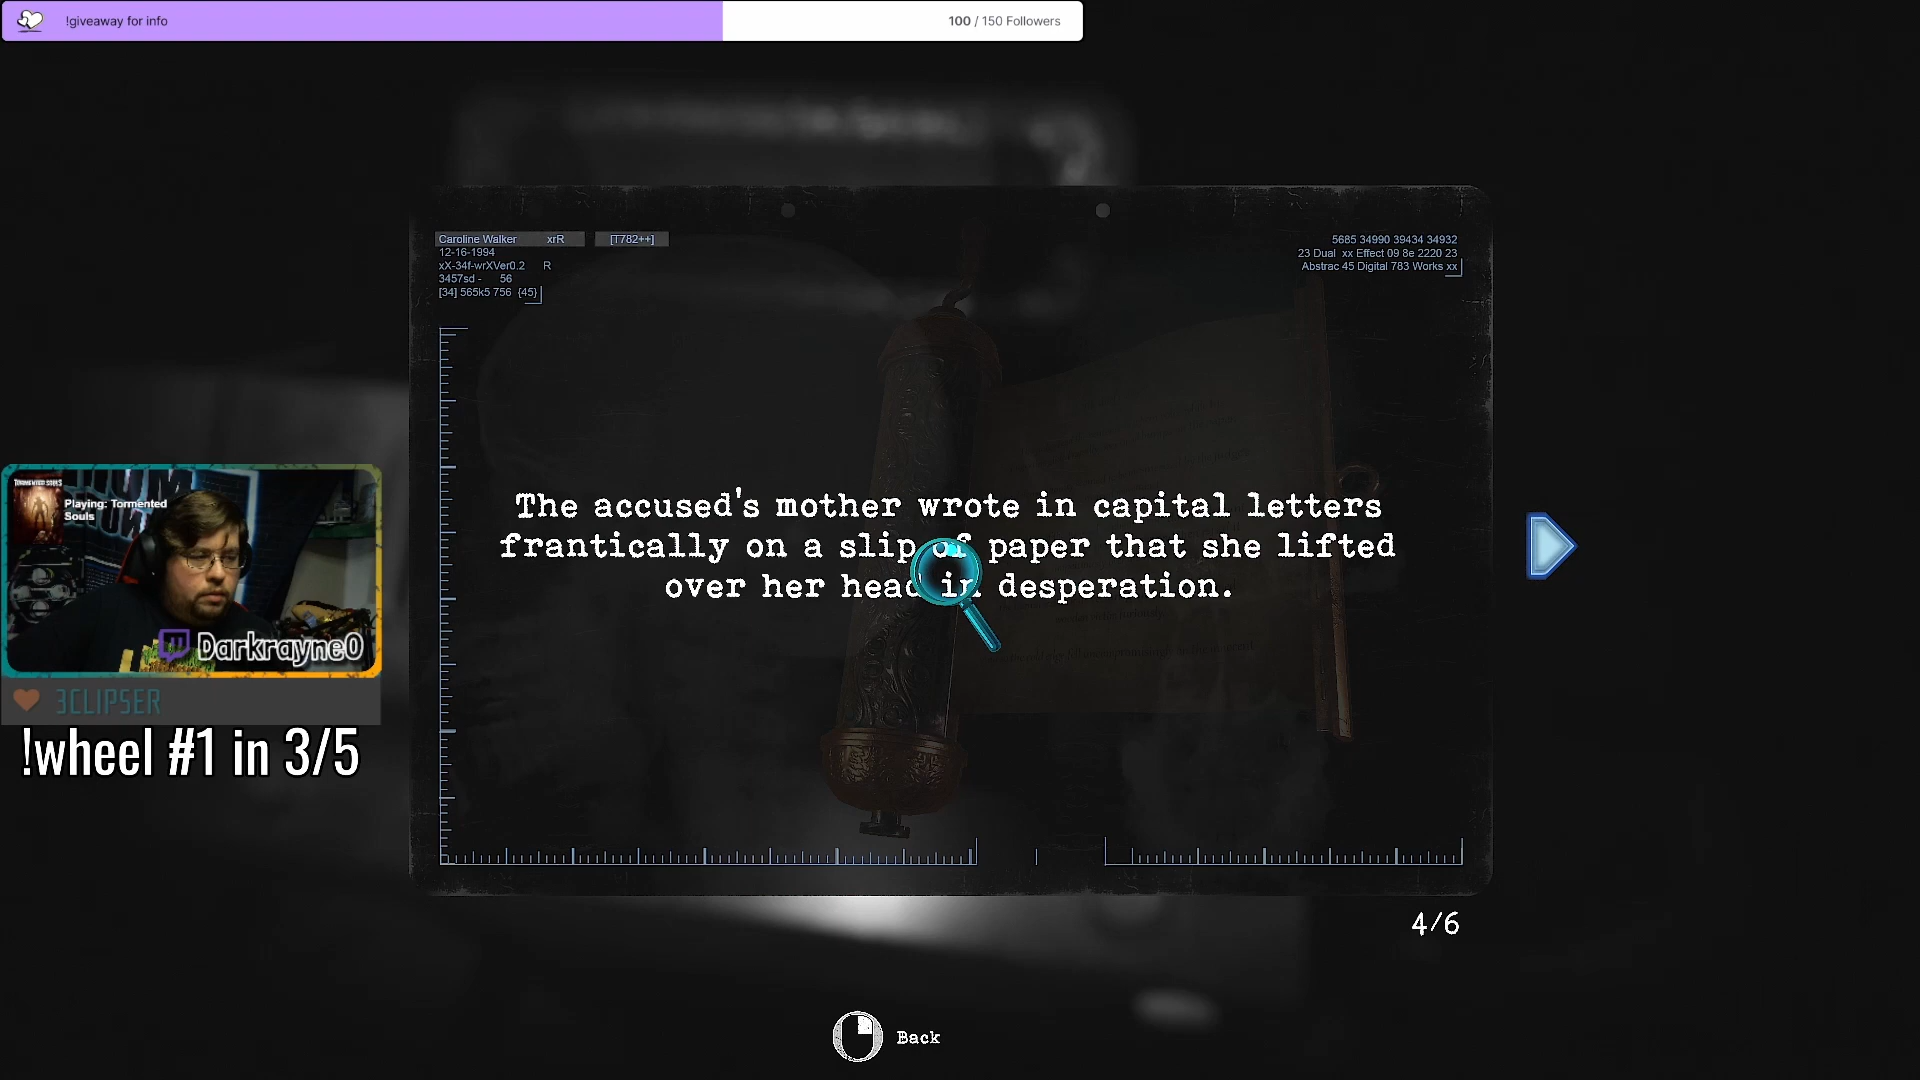 !giveaway for info
100 / 150 Followers
Caroline Walker xrR [T782++]
12-16-1994
xX-34f-wrXVer0.2 R
3457sd - 56
[34] 565k5 756 {45}
5685 34990 39434 34932
23 Dual xx Effect 09 8e 2220 23
Abstrac 45 Digital 783 Works xx
The accused's mother wrote in capital letters
frantically on a slip of paper that she lifted
over her head in desperation.
TORMENTED SOULS
Playing: Tormented
Souls
Darkrayne0
3CLIPSER
!wheel #1 in 3/5
4/6
Back